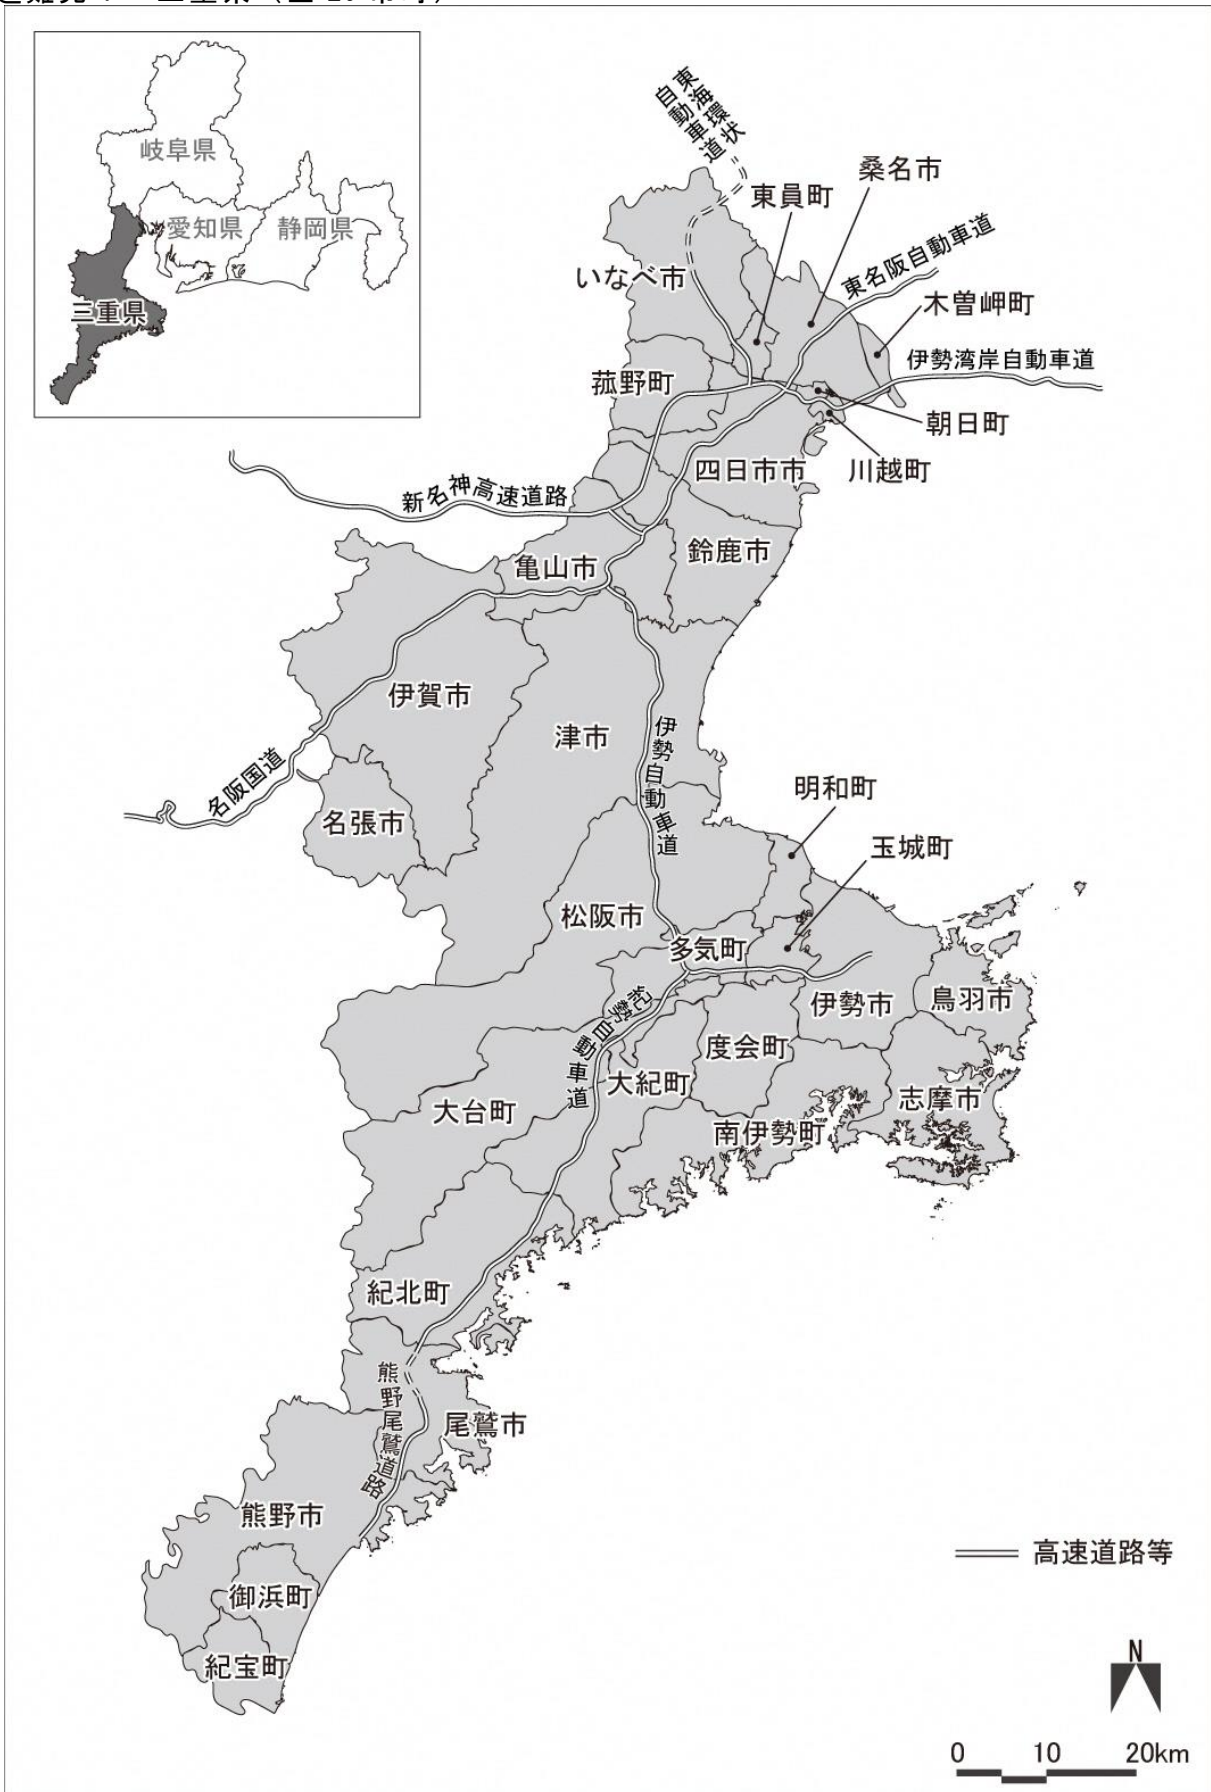 岐阜県
愛知県
静岡県
三重県
東海環状
自動車道
桑名市
東員町
東名阪自動車道
いなべ市
木曽岬町
伊勢湾岸自動車道
菰野町
朝日町
四日市市
川越町
新名神高速道路
鈴鹿市
亀山市
伊賀市
津市
伊勢自動車道
名阪国道
名張市
明和町
玉城町
松阪市
多気町
伊勢市
鳥羽市
紀勢自動車道
度会町
大紀町
志摩市
大台町
南伊勢町
紀北町
熊野尾鷲道路
尾鷲市
熊野市
高速道路等
御浜町
紀宝町
N
0 10 20km